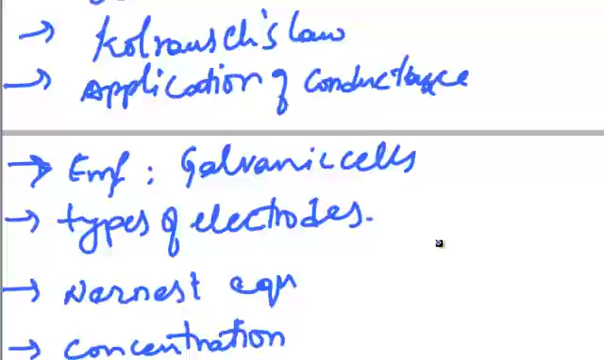 → Kolrausch's law
→ Application of conductance
→ Emf : Galvanic cells
→ types of electrodes.
→ Nernest eqn
→ concentration